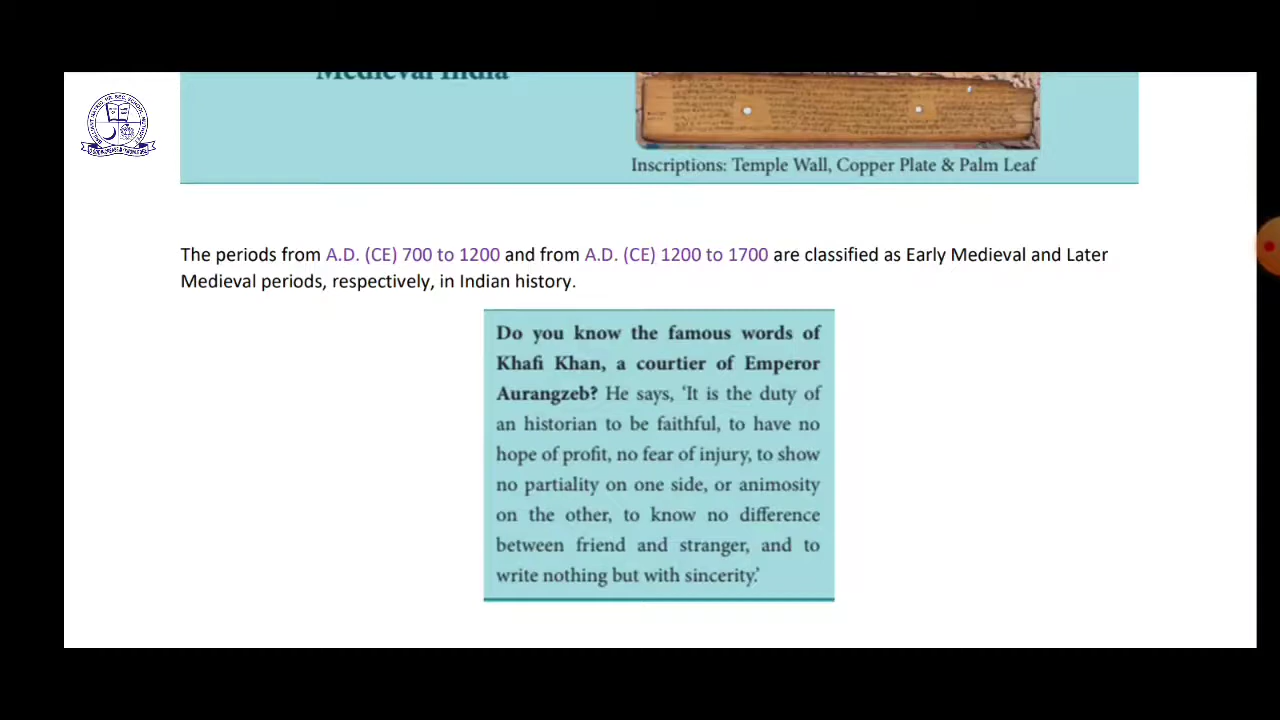 Medieval India
Inscriptions: Temple Wall, Copper Plate & Palm Leaf
The periods from A.D. (CE) 700 to 1200 and from A.D. (CE) 1200 to 1700 are classified as Early Medieval and Later
Medieval periods, respectively, in Indian history.
Do you know the famous words of
Khafi Khan, a courtier of Emperor
Aurangzeb? He says, ‘It is the duty of
an historian to be faithful, to have no
hope of profit, no fear of injury, to show
no partiality on one side, or animosity
on the other, to know no difference
between friend and stranger, and to
write nothing but with sincerity.’